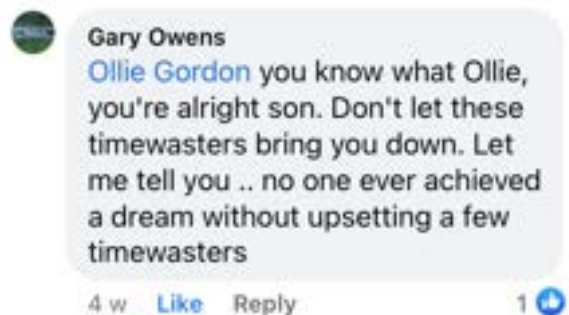 Gary Owens
Ollie Gordon you know what Ollie,
you're alright son. Don't let these
timewasters bring you down. Let
me tell you .. no one ever achieved
a dream without upsetting a few
timewasters
4 w Like Reply 1